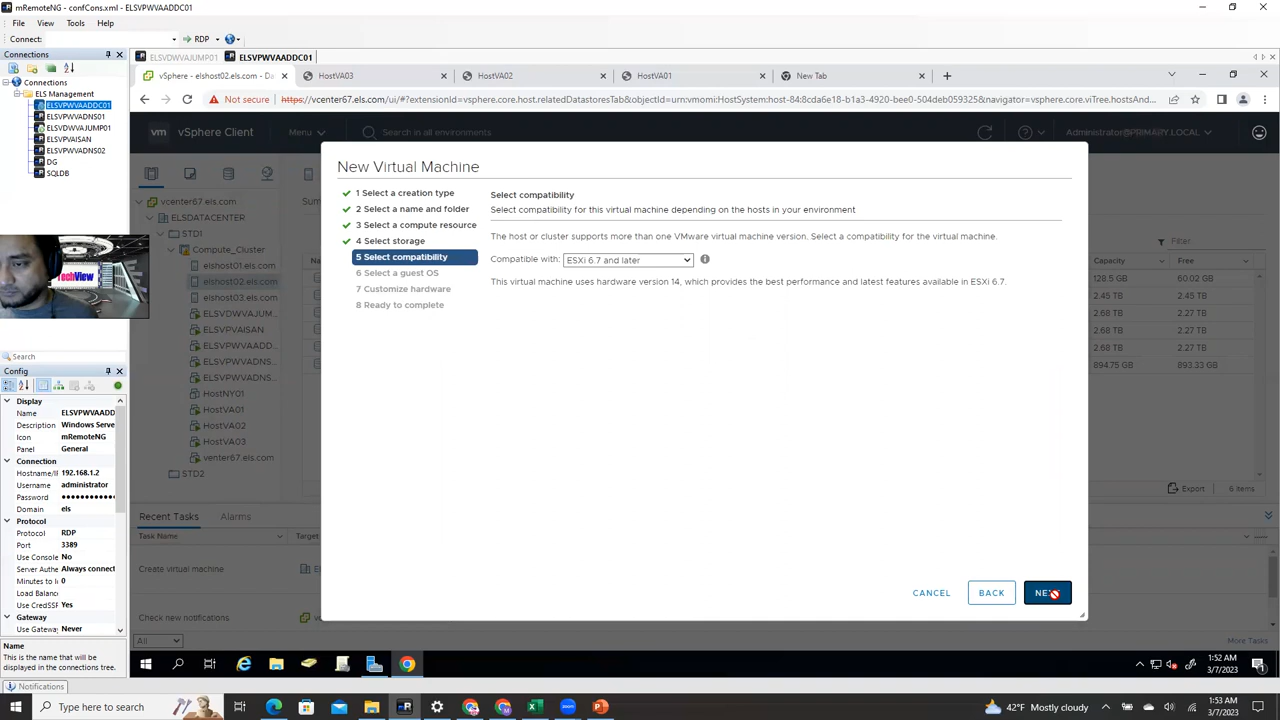 mRemoteNG - confCons.xml - ELSVPWVAADDC01
File View Tools Help
Connect: RDP
Connections
ELSVDWVAJUMP01 ELSVPWVAADDC01
vSphere - elshost02.els.com - Da HostVA03 HostVA02 HostVA01 New Tab
Not secure https://vcenter67.els.com/ui/#?extensionId=vsphere.core.host.relatedDatastoresTab&objectId=urn:vmomi:HostSystem:host-84:8cda6e18-b1a3-4920-bee0-504deb059325&navigator=vsphere.core.viTree.hostsAnd...
Connections
ELS Management
ELSVPWVAADDC01
ELSVPWVADNS01
ELSVDWVAJUMP01
ELSVPVAISAN
ELSVPWVADNS02
DG
SQLDB
vm vSphere Client Menu Search in all environments Administrator@PRIMARY.LOCAL
vcenter67.els.com
ELSDATACENTER
STD1
Compute_Cluster
elshost01.els.com
elshost02.els.com
elshost03.els.com
ELSVDWVAJUM...
ELSVPVAISAN
ELSVPWVAADD...
ELSVPWVADNS...
ELSVPWVADNS...
HostNY01
HostVA01
HostVA02
HostVA03
venter67.els.com
STD2
TechView
New Virtual Machine
1 Select a creation type
2 Select a name and folder
3 Select a compute resource
4 Select storage
5 Select compatibility
6 Select a guest OS
7 Customize hardware
8 Ready to complete
Select compatibility
Select compatibility for this virtual machine depending on the hosts in your environment
The host or cluster supports more than one VMware virtual machine version. Select a compatibility for the virtual machine.
Compatible with: ESXi 6.7 and later
This virtual machine uses hardware version 14, which provides the best performance and latest features available in ESXi 6.7.
CANCEL BACK
Filter
Capacity Free
128.5 GB 60.02 GB
2.45 TB 2.45 TB
2.68 TB 2.27 TB
2.68 TB 2.27 TB
2.68 TB 2.27 TB
894.75 GB 893.33 GB
Export 6 items
Search
Config
Display
Name ELSVPWVAADD
Description Windows Serve
Icon mRemoteNG
Panel General
Connection
Hostname/I 192.168.1.2
Username administrator
Password ●●●●●●●●●●●
Domain els
Protocol
Protocol RDP
Port 3389
Use Console No
Server Authe Always connect
Minutes to I 0
Load Balanc
Use CredSSP Yes
Gateway
Use Gateway Never
Name
This is the name that will be
displayed in the connections tree.
Notifications
Recent Tasks Alarms
Task Name Target
Create virtual machine
Check new notifications
All More Tasks
1:52 AM
3/7/2023
Type here to search
42°F Mostly cloudy
1:53 AM
3/7/2023